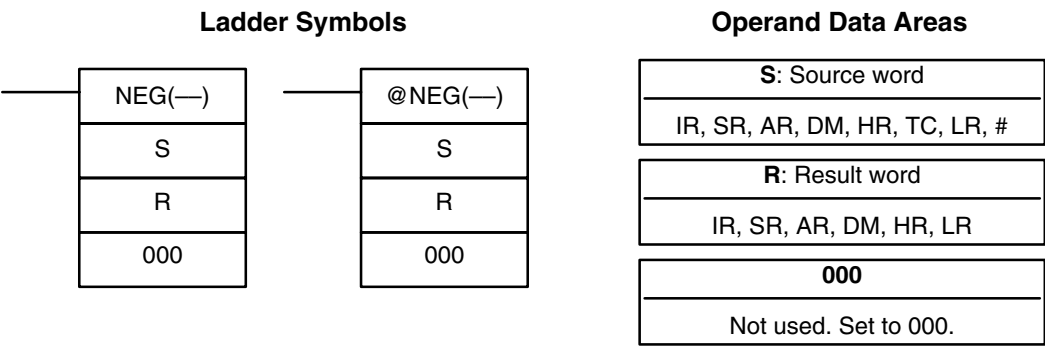 Ladder Symbols
NEG(––)
S
R
000
@NEG(––)
S
R
000
Operand Data Areas
S: Source word
IR, SR, AR, DM, HR, TC, LR, #
R: Result word
IR, SR, AR, DM, HR, LR
000
Not used. Set to 000.